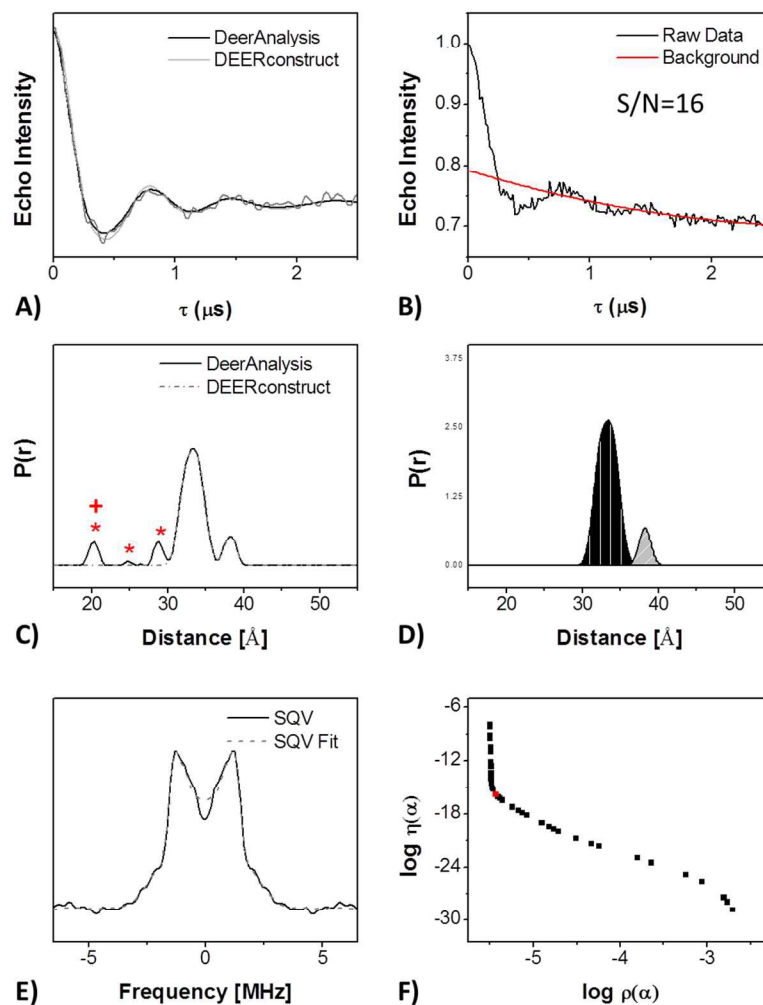 DeerAnalysis
DEERconstruct
Echo Intensity
0
1
2
τ (μs)
A)
Raw Data
Background
S/N=16
1.0
0.9
0.8
0.7
Echo Intensity
0
1
2
τ (μs)
B)
DeerAnalysis
DEERconstruct
P(r)
+
*
*
*
20
30
40
50
Distance [Å]
C)
3.75
2.50
1.25
0.00
P(r)
20
30
40
50
Distance [Å]
D)
SQV
SQV Fit
-5
0
5
Frequency [MHz]
E)
-6
-12
-18
-24
-30
log η(α)
-5
-4
-3
-2
log ρ(α)
F)